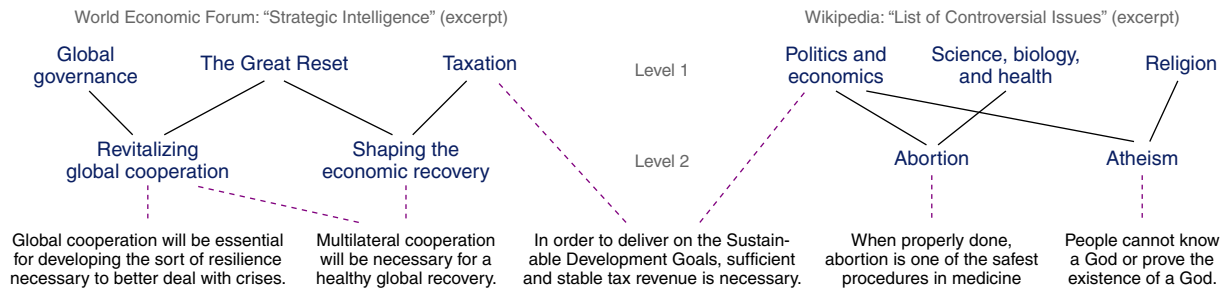 World Economic Forum: “Strategic Intelligence” (excerpt)
Wikipedia: “List of Controversial Issues” (excerpt)
Global
governance
The Great Reset
Taxation
Level 1
Politics and
economics
Science, biology,
and health
Religion
Revitalizing
global cooperation
Shaping the
economic recovery
Level 2
Abortion
Atheism
Global cooperation will be essential
for developing the sort of resilience
necessary to better deal with crises.
Multilateral cooperation
will be necessary for a
healthy global recovery.
In order to deliver on the Sustain-
able Development Goals, sufficient
and stable tax revenue is necessary.
When properly done,
abortion is one of the safest
procedures in medicine
People cannot know
a God or prove the
existence of a God.